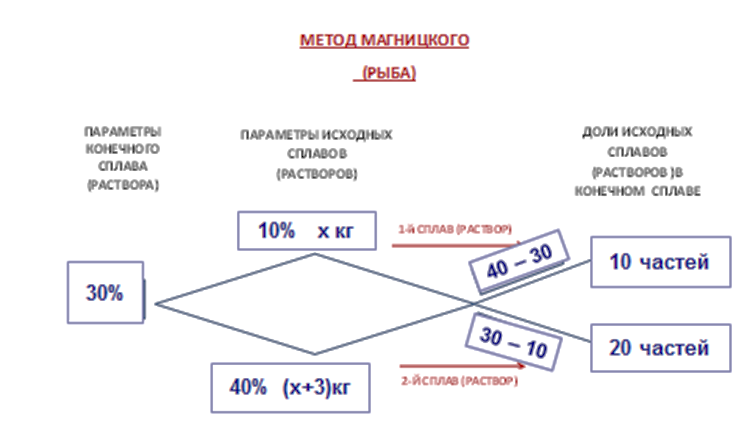 МЕТОД МАГНИЦКОГО
(РЫБА)
ПАРАМЕТРЫ
КОНЕЧНОГО
СПЛАВА
(РАСТВОРА)
ПАРАМЕТРЫ ИСХОДНЫХ
СПЛАВОВ
(РАСТВОРОВ)
ДОЛИ ИСХОДНЫХ
СПЛАВОВ
(РАСТВОРОВ )В
КОНЕЧНОМ СПЛАВЕ
10% х кг
1-Й СПЛАВ (РАСТВОР)
40 – 30
10 частей
30%
30 – 10
20 частей
40% (х+3)кг
2-Й СПЛАВ (РАСТВОР)